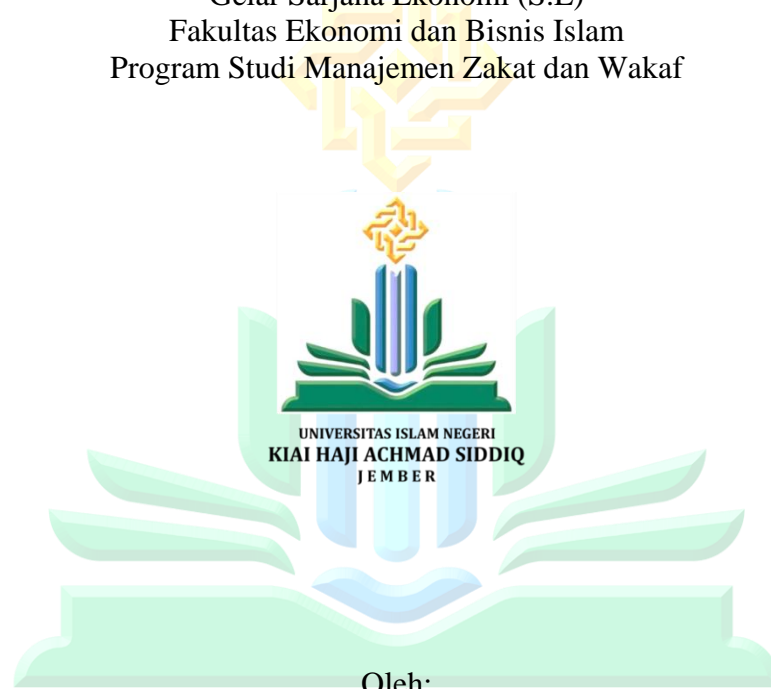 Gelar Sarjana Ekonomi (S.E)
Fakultas Ekonomi dan Bisnis Islam
Program Studi Manajemen Zakat dan Wakaf
UNIVERSITAS ISLAM NEGERI
KIAI HAJI ACHMAD SIDDIQ
JEMBER
Oleh: